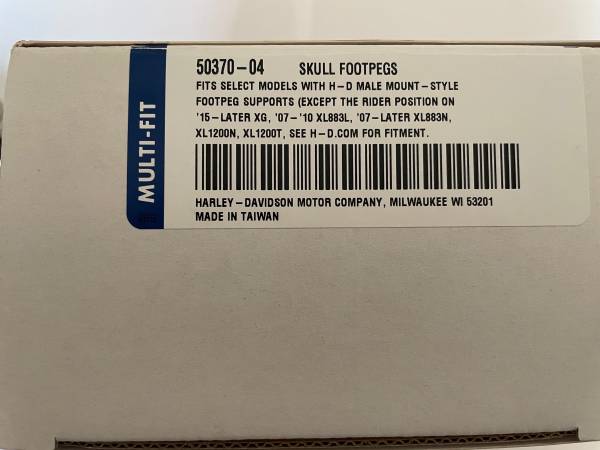 50370-04 SKULL FOOTPEGS
FITS SELECT MODELS WITH H-D MALE MOUNT-STYLE
FOOTPEG SUPPORTS (EXCEPT THE RIDER POSITION ON
'15-LATER XG, '07-'10 XL883L, '07-LATER XL883N,
XL1200N, XL1200T, SEE H-D.COM FOR FITMENT.
HARLEY-DAVIDSON MOTOR COMPANY, MILWAUKEE WI 53201
MADE IN TAIWAN
MULTI-FIT